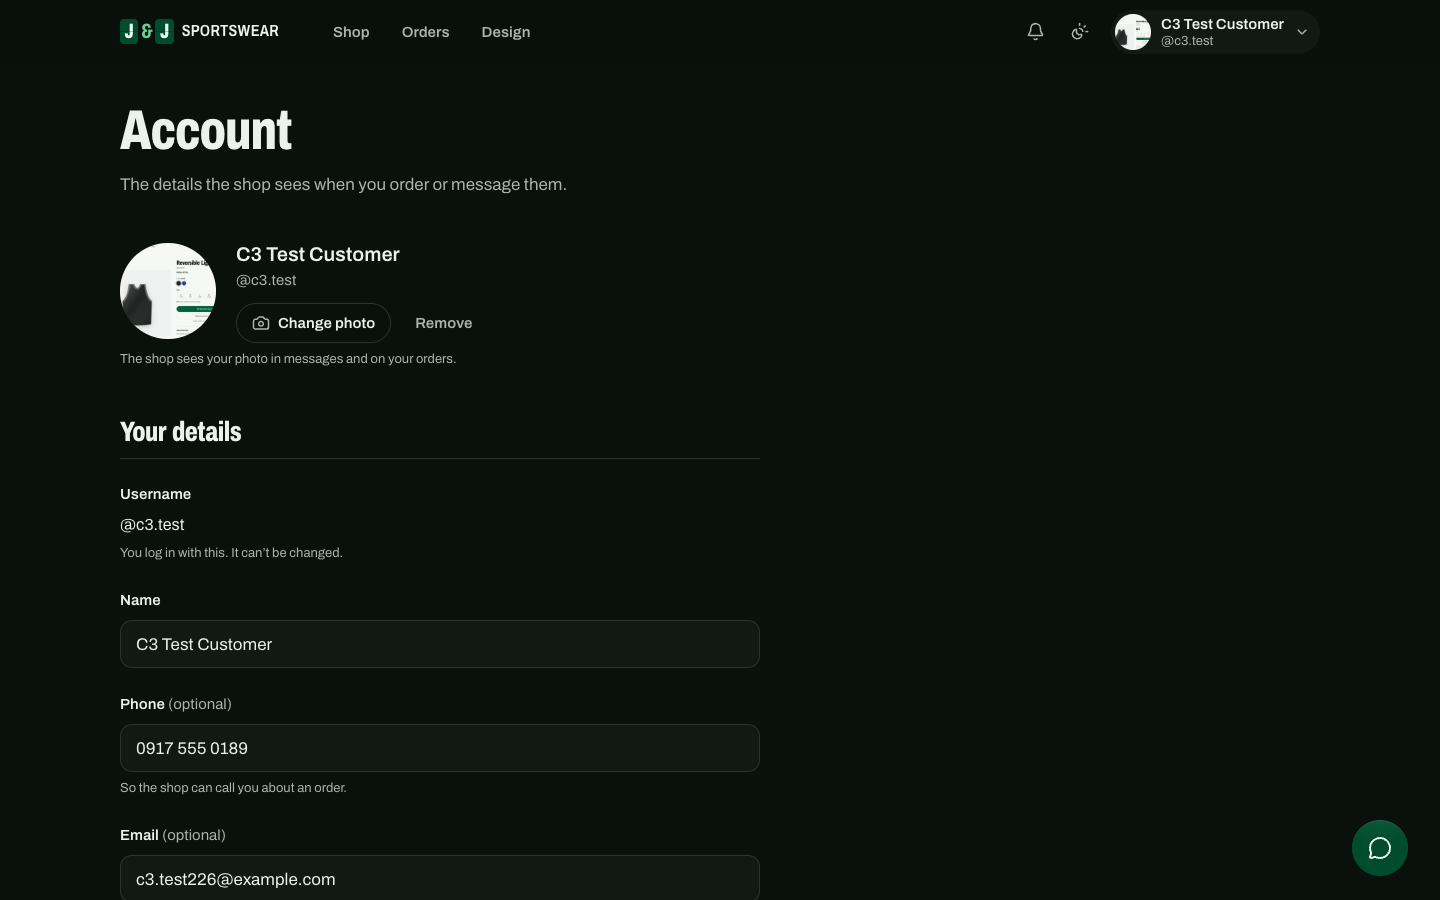 J & J SPORTSWEAR
Shop
Orders
Design
C3 Test Customer
@c3.test
Account
The details the shop sees when you order or message them.
C3 Test Customer
@c3.test
Change photo
Remove
The shop sees your photo in messages and on your orders.
Your details
Username
@c3.test
You log in with this. It can’t be changed.
Name
C3 Test Customer
Phone (optional)
0917 555 0189
So the shop can call you about an order.
Email (optional)
c3.test226@example.com